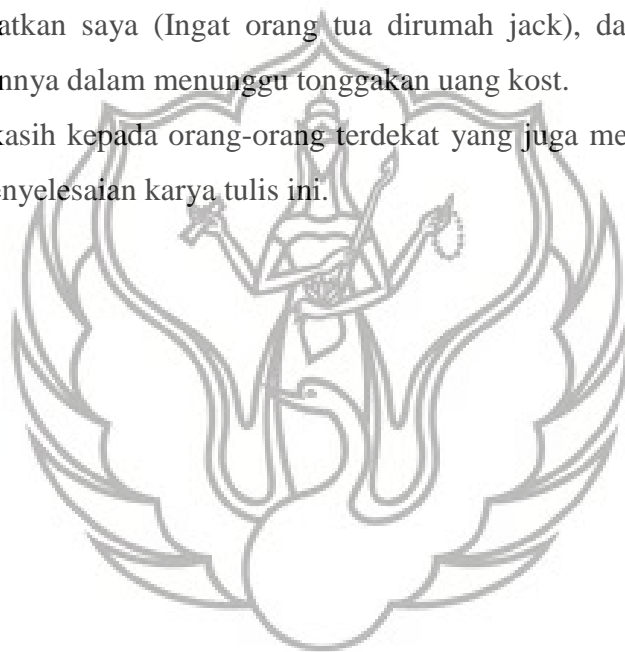 atkan saya (Ingat orang tua dirumah jack), da
nnya dalam menunggu tonggakan uang kost.
kasih kepada orang-orang terdekat yang juga me
enyelesaian karya tulis ini.